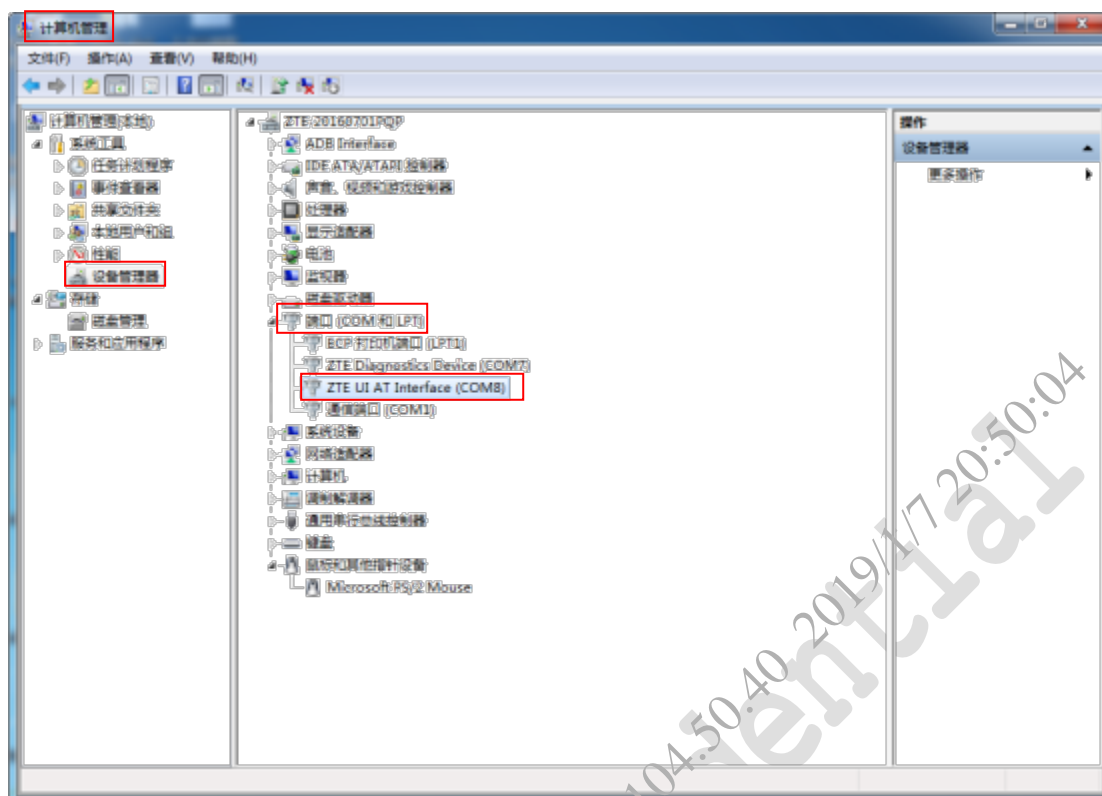 计算机管理
文件(F) 操作(A) 查看(V) 帮助(H)
计算机管理(本地)
系统工具
任务计划程序
事件查看器
共享文件夹
本地用户和组
性能
设备管理器
存储
磁盘管理
服务和应用程序
ZTE-20160701PQP
ADB Interface
IDE ATA/ATAPI 控制器
声音、视频和游戏控制器
处理器
显示适配器
电池
监视器
磁盘驱动器
端口 (COM 和 LPT)
ECP 打印机端口 (LPT1)
ZTE Diagnostics Device (COM7)
ZTE UI AT Interface (COM8)
通信端口 (COM1)
系统设备
网络适配器
计算机
调制解调器
通用串行总线控制器
键盘
鼠标和其他指针设备
Microsoft PS/2 Mouse
操作
设备管理器
更多操作
104.50.40 2019/1/7 20:50:04
dential